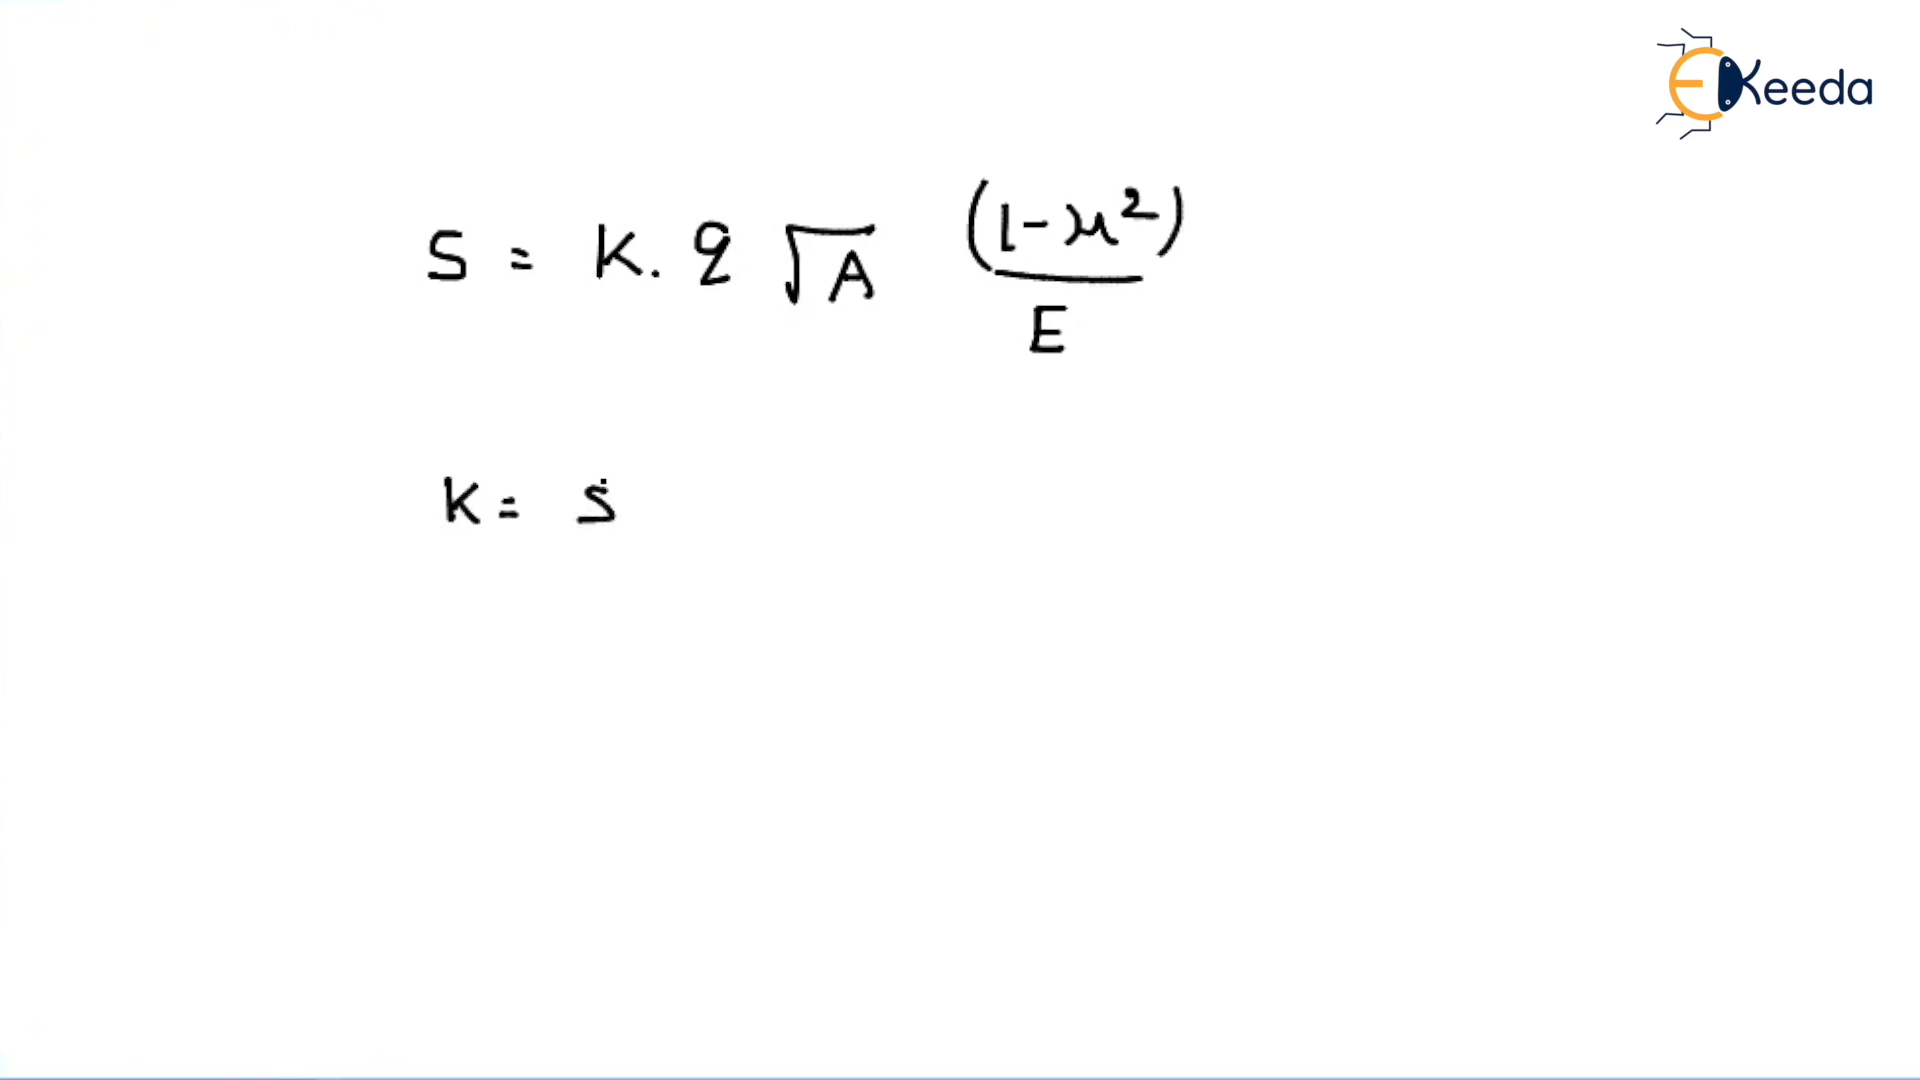 EKeeda
S = K. q √A (1-μ²)/E
K = S